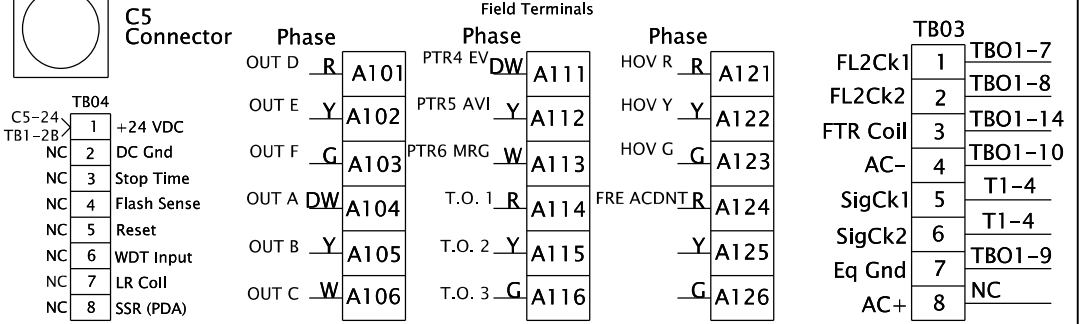 C5
Connector
TB04
C5-24
TB1-2B
1 +24 VDC
NC 2 DC Gnd
NC 3 Stop Time
NC 4 Flash Sense
NC 5 Reset
NC 6 WDT Input
NC 7 LR Coil
NC 8 SSR (PDA)
Field Terminals
Phase
OUT D R A101
OUT E Y A102
OUT F G A103
OUT A DW A104
OUT B Y A105
OUT C W A106
Phase
PTR4 EV DW A111
PTR5 AVI Y A112
PTR6 MRG W A113
T.O. 1 R A114
T.O. 2 Y A115
T.O. 3 G A116
Phase
HOV R R A121
HOV Y Y A122
HOV G G A123
FRE ACDNT R A124
Y A125
G A126
TB03
FL2Ck1 1 TBO1-7
FL2Ck2 2 TBO1-8
FTR Coil 3 TBO1-14
AC- 4 TBO1-10
SigCk1 5 T1-4
SigCk2 6 T1-4
Eq Gnd 7 TBO1-9
AC+ 8 NC